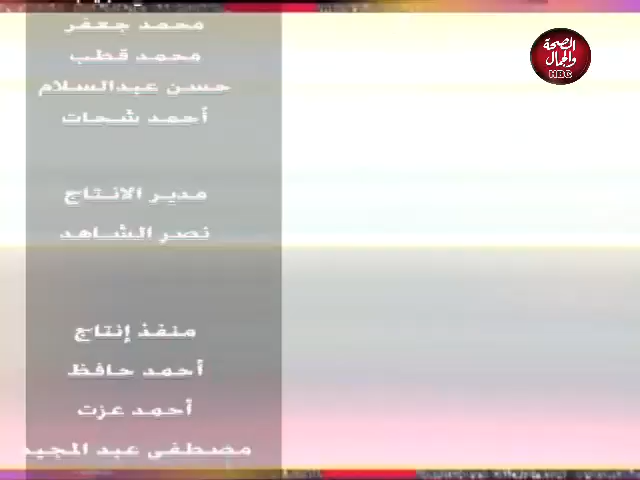 محمد جعفر
محمد قطب
حسن عبدالسلام
أحمد شحات
مدير الانتاج
نصر الشاهد
منفذ إنتاج
أحمد حافظ
أحمد عزت
مصطفى عبد المجيد
الصحة
والجمال
HBC